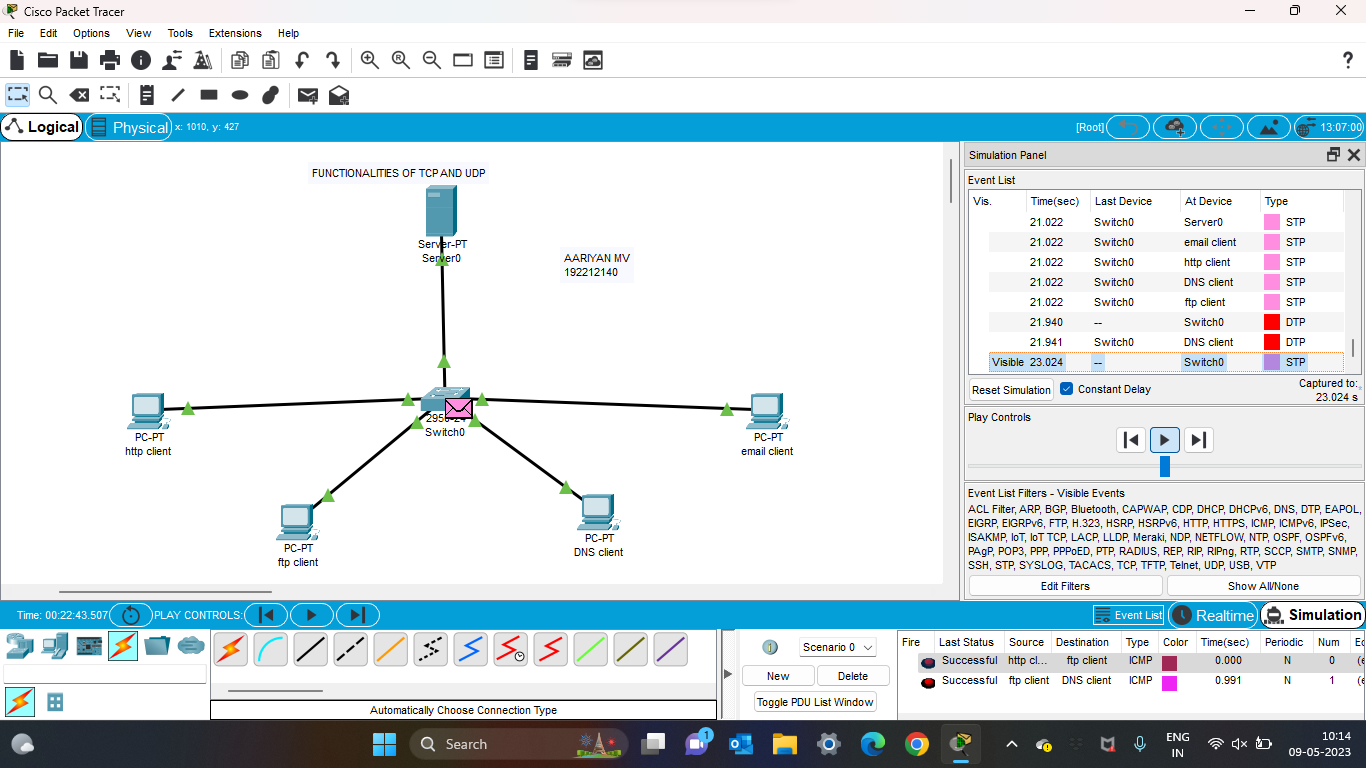 Cisco Packet Tracer
File Edit Options View Tools Extensions Help
Logical Physical x: 1010, y: 427 [Root] 13:07:00
FUNCTIONALITIES OF TCP AND UDP
Server-PT
Server0
AARIYAN MV
192212140
PC-PT
http client
Switch0
PC-PT
email client
PC-PT
ftp client
PC-PT
DNS client
Simulation Panel
Event List
Vis. Time(sec) Last Device At Device Type
21.022 Switch0 Server0 STP
21.022 Switch0 email client STP
21.022 Switch0 http client STP
21.022 Switch0 DNS client STP
21.022 Switch0 ftp client STP
21.940 -- Switch0 DTP
21.941 Switch0 DNS client DTP
Visible 23.024 -- Switch0 STP
Reset Simulation Constant Delay Captured to:
23.024 s
Play Controls
Event List Filters - Visible Events
ACL Filter, ARP, BGP, Bluetooth, CAPWAP, CDP, DHCP, DHCPv6, DNS, DTP, EAPOL,
EIGRP, EIGRPv6, FTP, H.323, HSRP, HSRPv6, HTTP, HTTPS, ICMP, ICMPv6, IPSec,
ISAKMP, IoT, IoT TCP, LACP, LLDP, Meraki, NDP, NETFLOW, NTP, OSPF, OSPFv6,
PAgP, POP3, PPP, PPPoED, PTP, RADIUS, REP, RIP, RIPng, RTP, SCCP, SMTP, SNMP,
SSH, STP, SYSLOG, TACACS, TCP, TFTP, Telnet, UDP, USB, VTP
Edit Filters Show All/None
Time: 00:22:43.507 PLAY CONTROLS: Event List Realtime Simulation
Automatically Choose Connection Type
Scenario 0
New Delete
Toggle PDU List Window
Fire Last Status Source Destination Type Color Time(sec) Periodic Num
Successful http cl... ftp client ICMP 0.000 N 0 (e
Successful ftp client DNS client ICMP 0.991 N 1 (e
Search
1
ENG
IN
10:14
09-05-2023